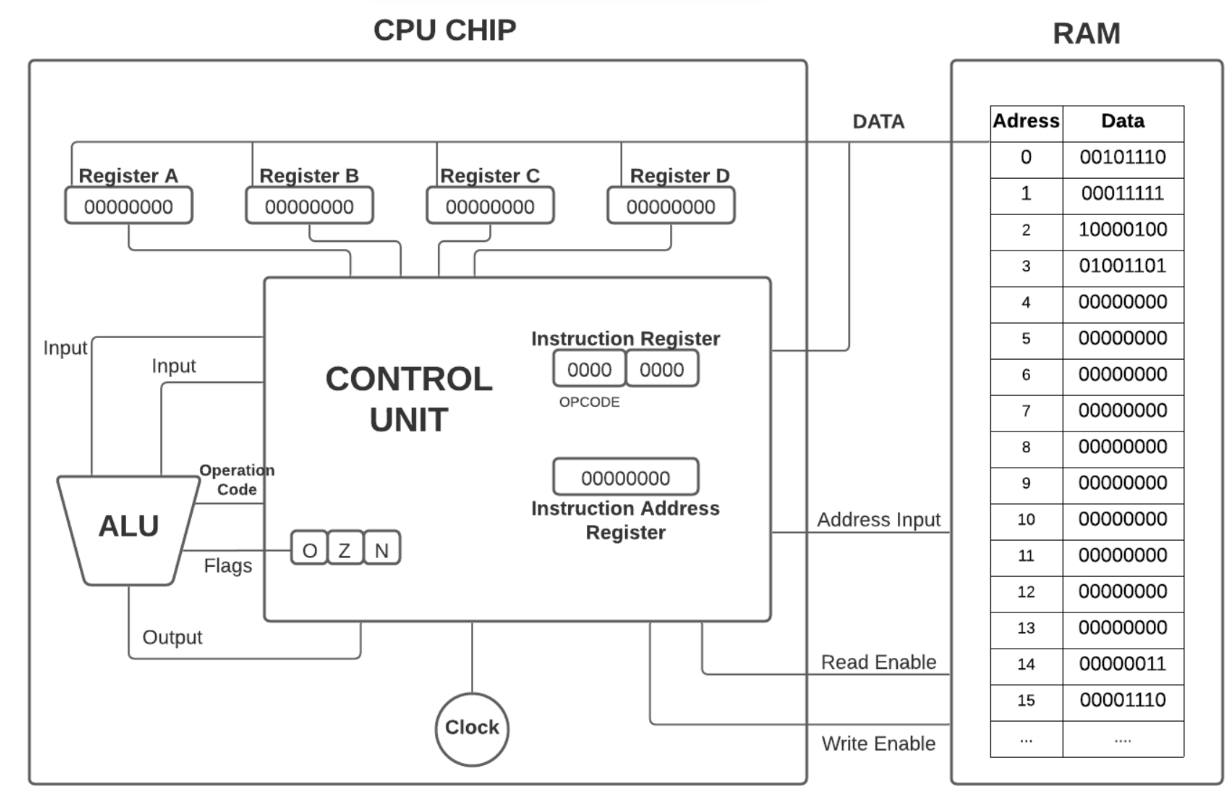 CPU CHIP
RAM
DATA
Register A
00000000
Register B
00000000
Register C
00000000
Register D
00000000
Input
Input
CONTROL
UNIT
Instruction Register
0000 0000
OPCODE
00000000
Instruction Address
Register
Operation
Code
ALU
Flags
O Z N
Output
Clock
Address Input
Read Enable
Write Enable
Adress Data
0 00101110
1 00011111
2 10000100
3 01001101
4 00000000
5 00000000
6 00000000
7 00000000
8 00000000
9 00000000
10 00000000
11 00000000
12 00000000
13 00000000
14 00000011
15 00001110
... ....